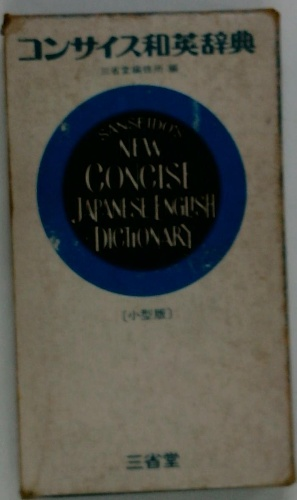 コンサイス和英辞典
三省堂編修所 編
SANSEIDO'S
NEW
CONCISE
JAPANESE-ENGLISH
DICTIONARY
〔小型版〕
三省堂